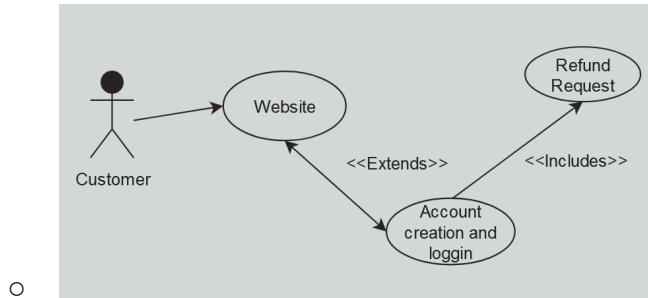 Refund
Request
Website
<<Extends>>
<<Includes>>
Customer
Account
creation and
loggin